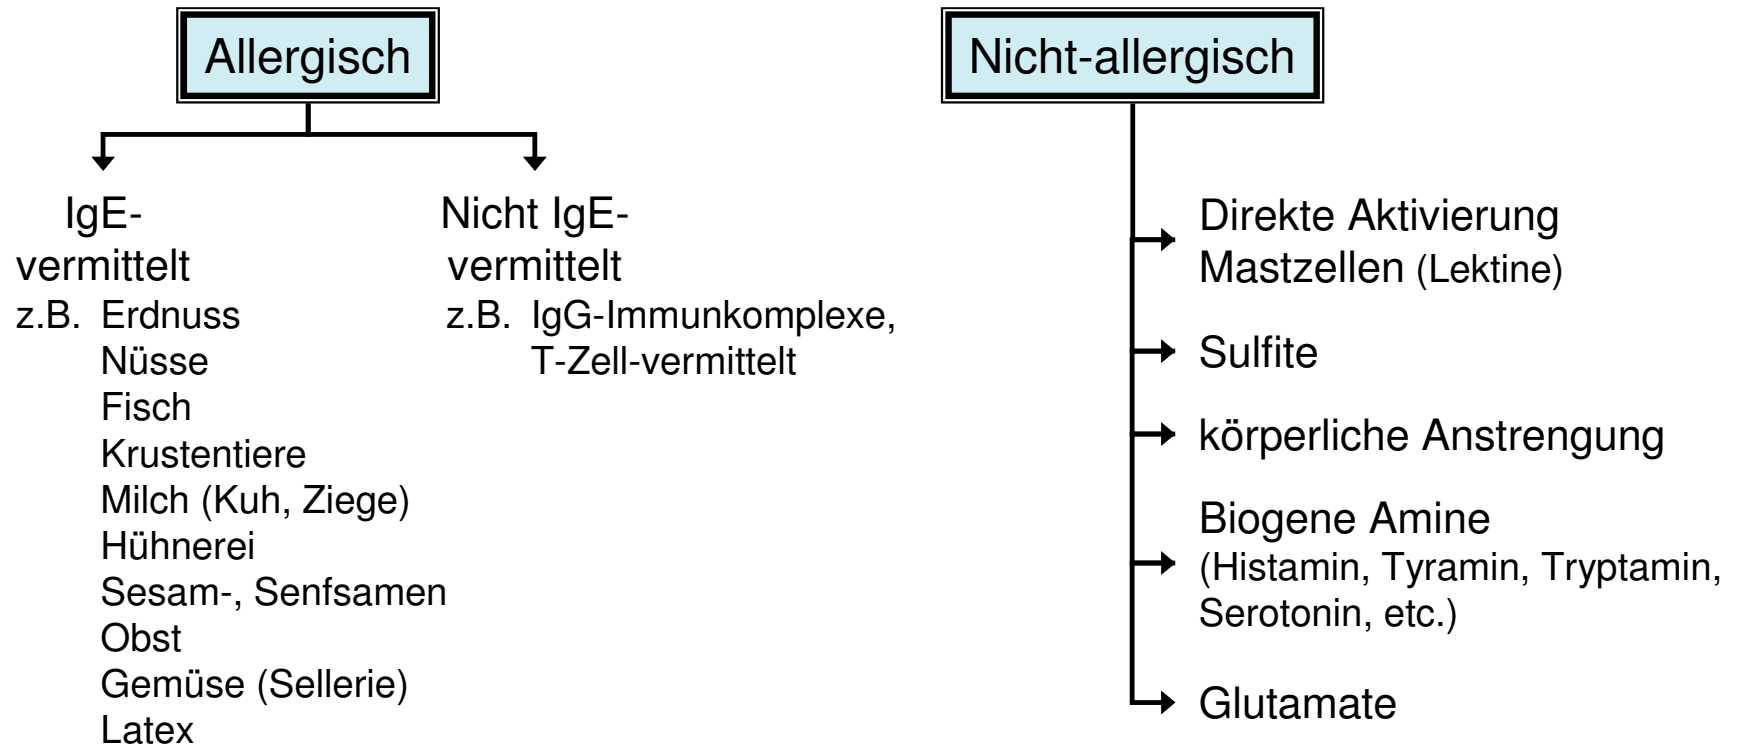 Allergisch
IgE-
vermittelt
z.B. Erdnuss
Nüsse
Fisch
Krustentiere
Milch (Kuh, Ziege)
Hühnerei
Sesam-, Senfsamen
Obst
Gemüse (Sellerie)
Latex
Nicht IgE-
vermittelt
z.B. IgG-Immunkomplexe,
T-Zell-vermittelt
Nicht-allergisch
Direkte Aktivierung
Mastzellen (Lektine)
Sulfite
körperliche Anstrengung
Biogene Amine
(Histamin, Tyramin, Tryptamin,
Serotonin, etc.)
Glutamate